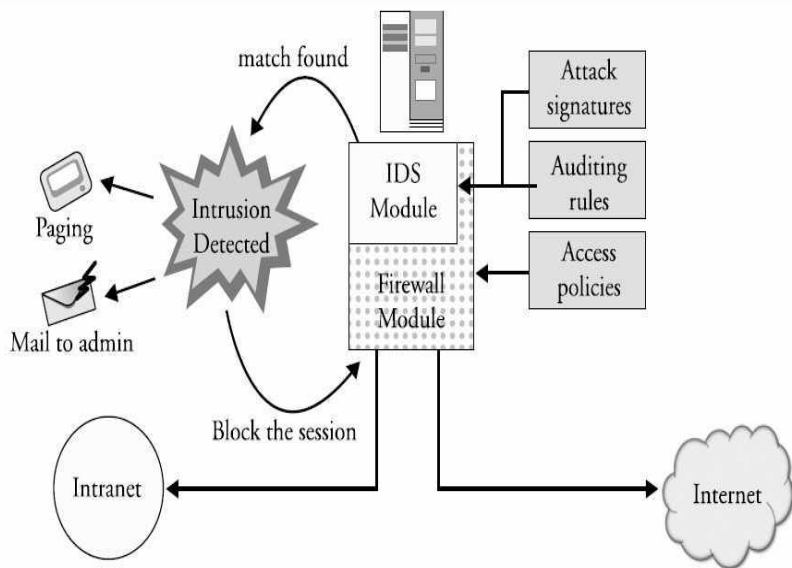 match found
Attack
signatures
IDS
Module
Auditing
rules
Intrusion
Detected
Paging
Firewall
Module
Access
policies
Mail to admin
Block the session
Intranet
Internet